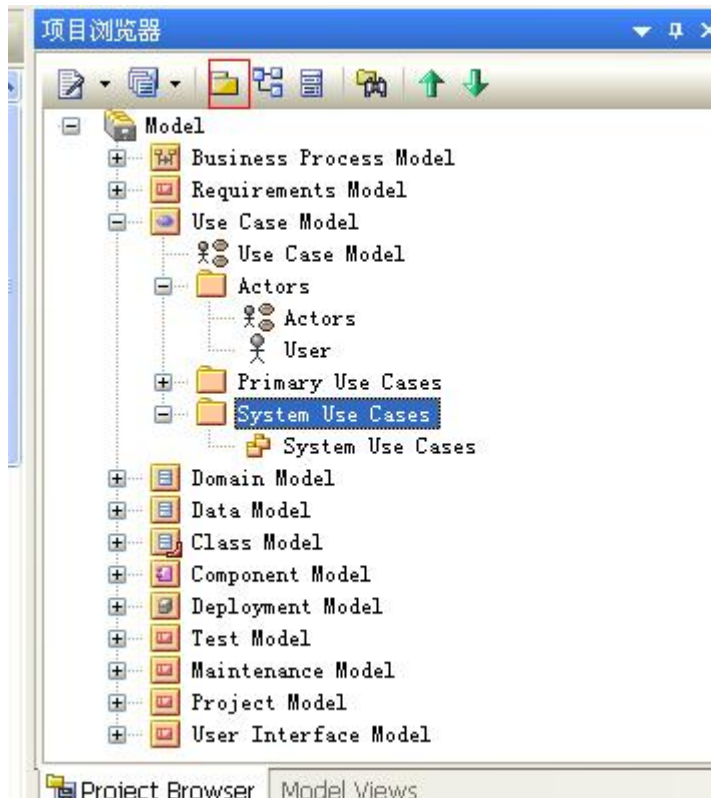 项目浏览器
Model
Business Process Model
Requirements Model
Use Case Model
Use Case Model
Actors
Actors
User
Primary Use Cases
System Use Cases
System Use Cases
Domain Model
Data Model
Class Model
Component Model
Deployment Model
Test Model
Maintenance Model
Project Model
User Interface Model
Project Browser Model Views